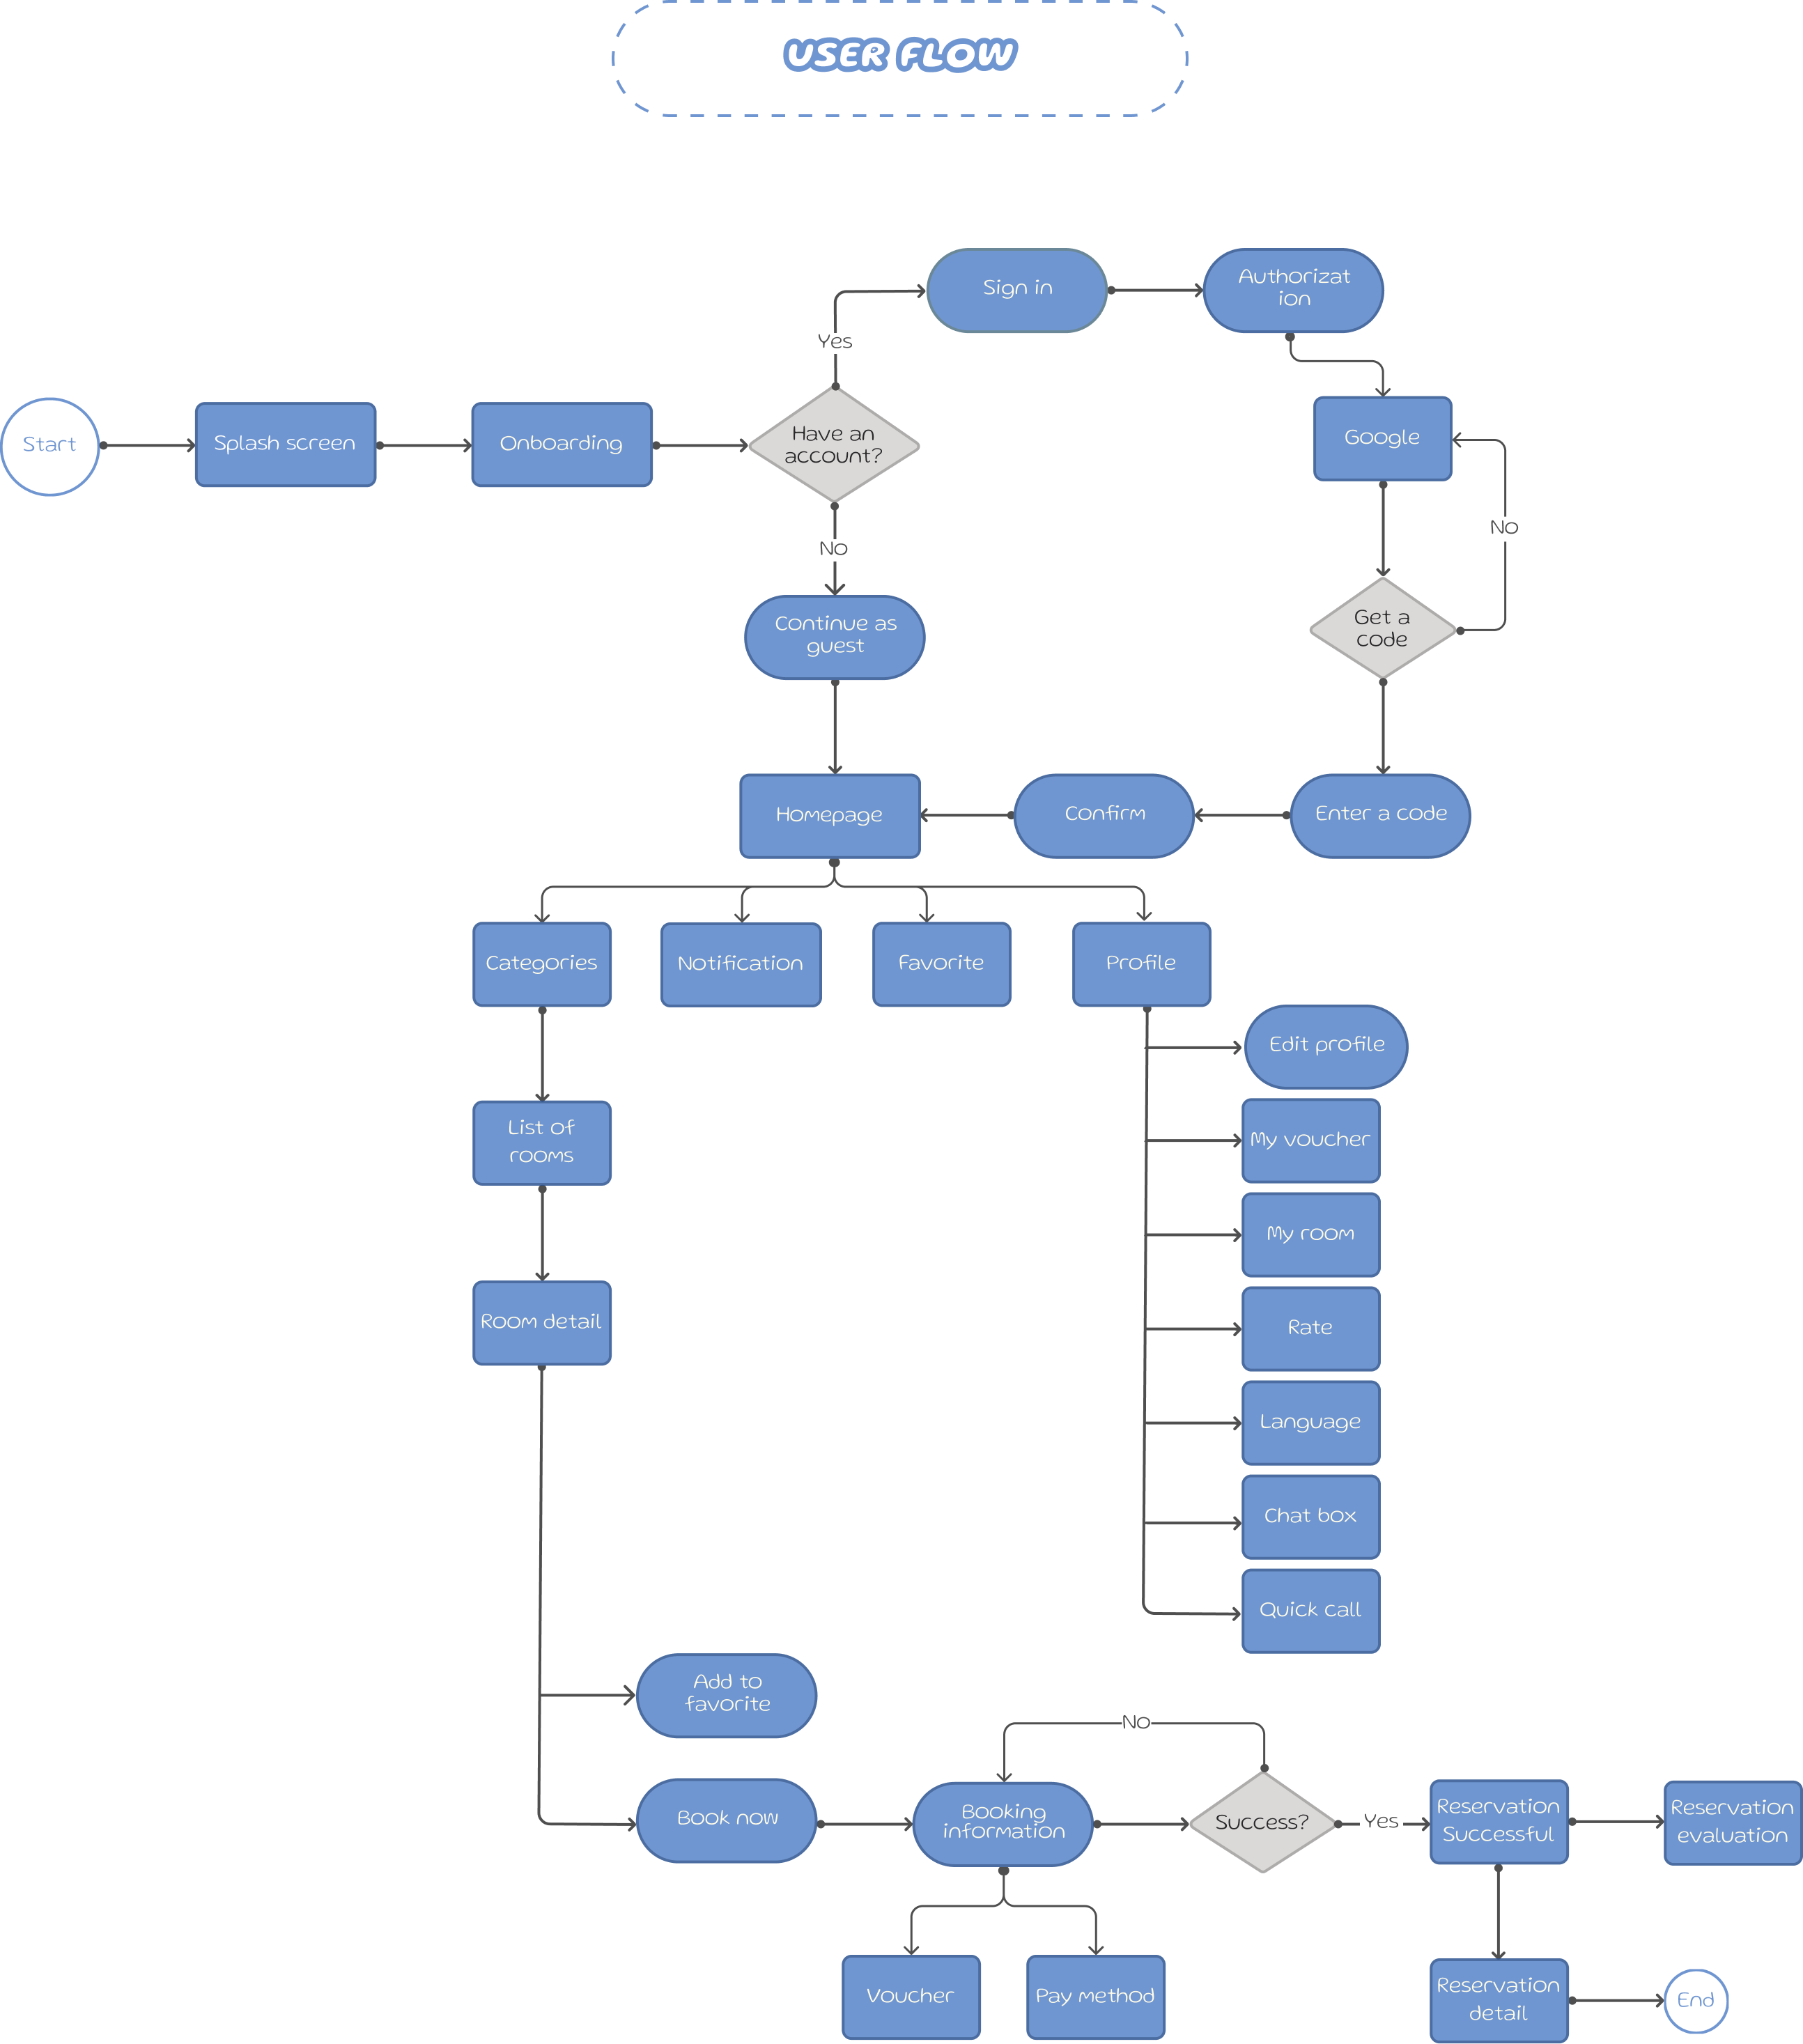 USER FLOW
Sign in
Authorizat
ion
Yes
Start
Splash screen
Onboarding
Have an
account?
Google
No
No
Continue as
guest
Get a
code
Homepage
Confirm
Enter a code
Categories
Notification
Favorite
Profile
Edit profile
List of
rooms
My voucher
My room
Room detail
Rate
Language
Chat box
Quick call
Add to
favorite
No
Book now
Booking
information
Success?
Yes
Reservation
Successful
Reservation
evaluation
Voucher
Pay method
Reservation
detail
End